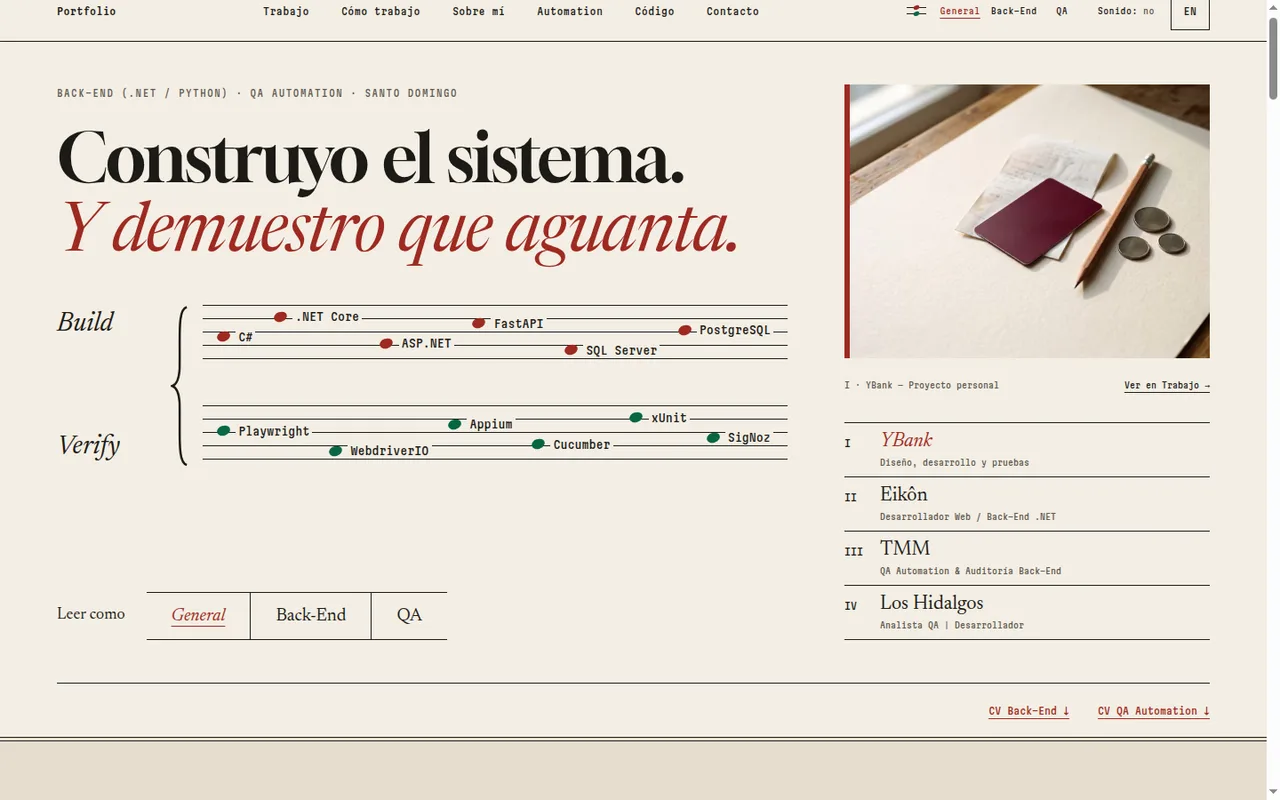 Portfolio
Trabajo Cómo trabajo Sobre mí Automation Código Contacto
General Back-End QA Sonido: no EN
BACK-END (.NET / PYTHON) · QA AUTOMATION · SANTO DOMINGO
Construyo el sistema.
Y demuestro que aguanta.
Build
.NET Core
FastAPI
C#
PostgreSQL
ASP.NET
SQL Server
Verify
xUnit
Appium
Playwright
SigNoz
Cucumber
WebdriverIO
Leer como General Back-End QA
I · YBank — Proyecto personal
Ver en Trabajo →
I YBank
Diseño, desarrollo y pruebas
II Eikôn
Desarrollador Web / Back-End .NET
III TMM
QA Automation & Auditoría Back-End
IV Los Hidalgos
Analista QA | Desarrollador
CV Back-End ↓ CV QA Automation ↓